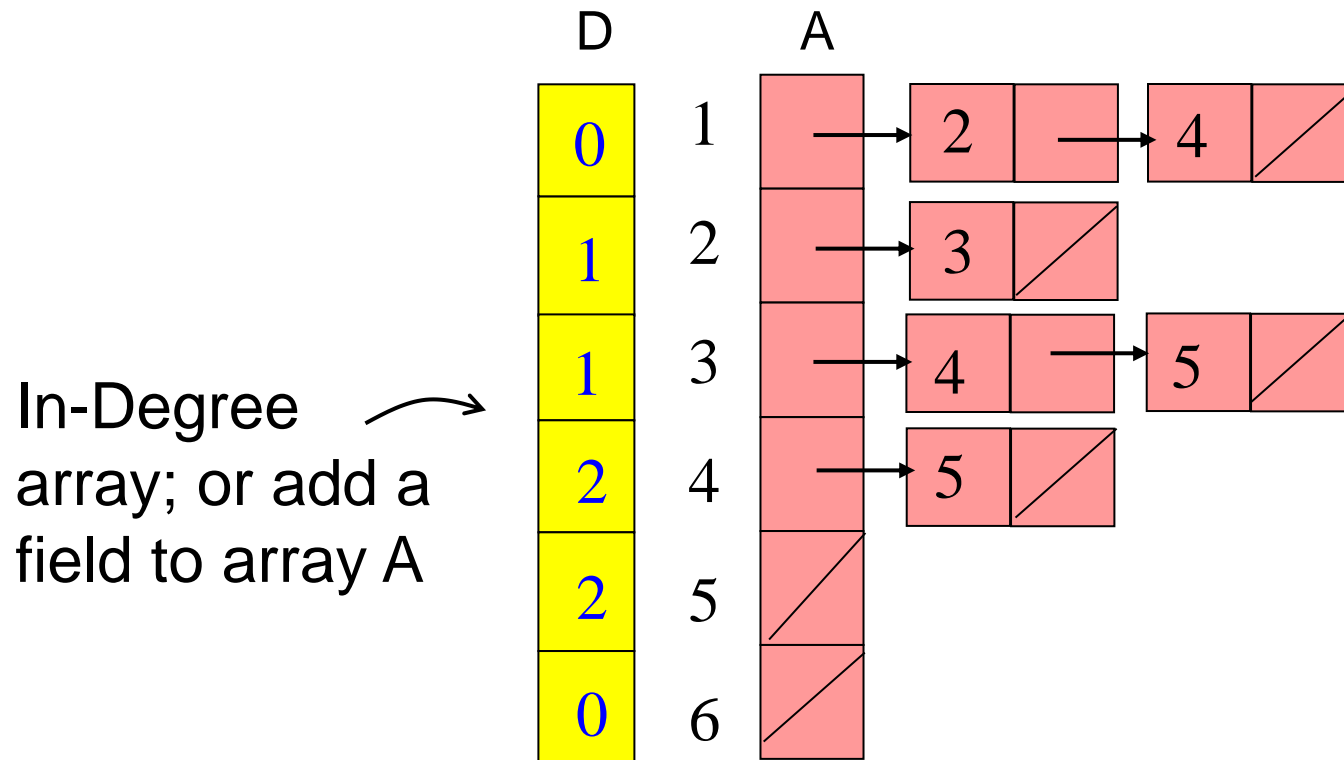 D A
0 1 2 4
1 2 3
1 3 4 5
In-Degree
array; or add a
field to array A
2 4 5
2 5
0 6